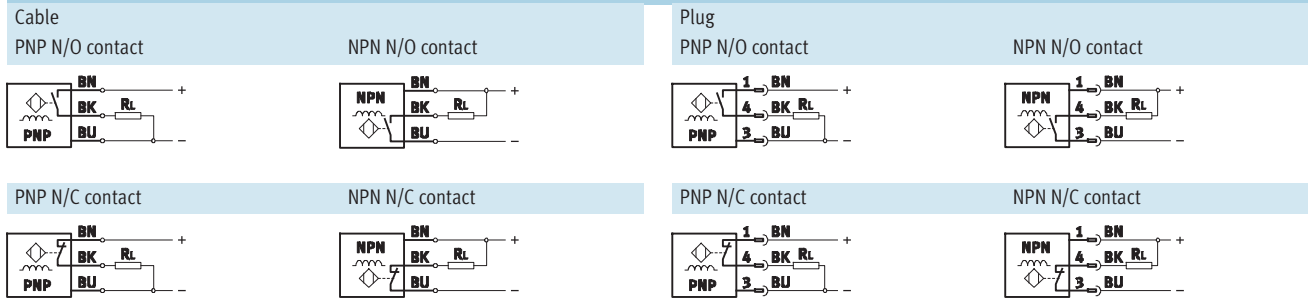 Cable Plug
PNP N/O contact NPN N/O contact PNP N/O contact NPN N/O contact
BN + BN + 1 BN + 1 BN +
NPN NPN
BK RL BK RL 4 BK RL 4 BK RL
PNP BU − BU − PNP 3 BU − 3 BU −
PNP N/C contact NPN N/C contact PNP N/C contact NPN N/C contact
BN + BN + 1 BN + 1 BN +
NPN NPN
BK RL BK RL 4 BK RL 4 BK RL
PNP BU − BU − PNP 3 BU − 3 BU −